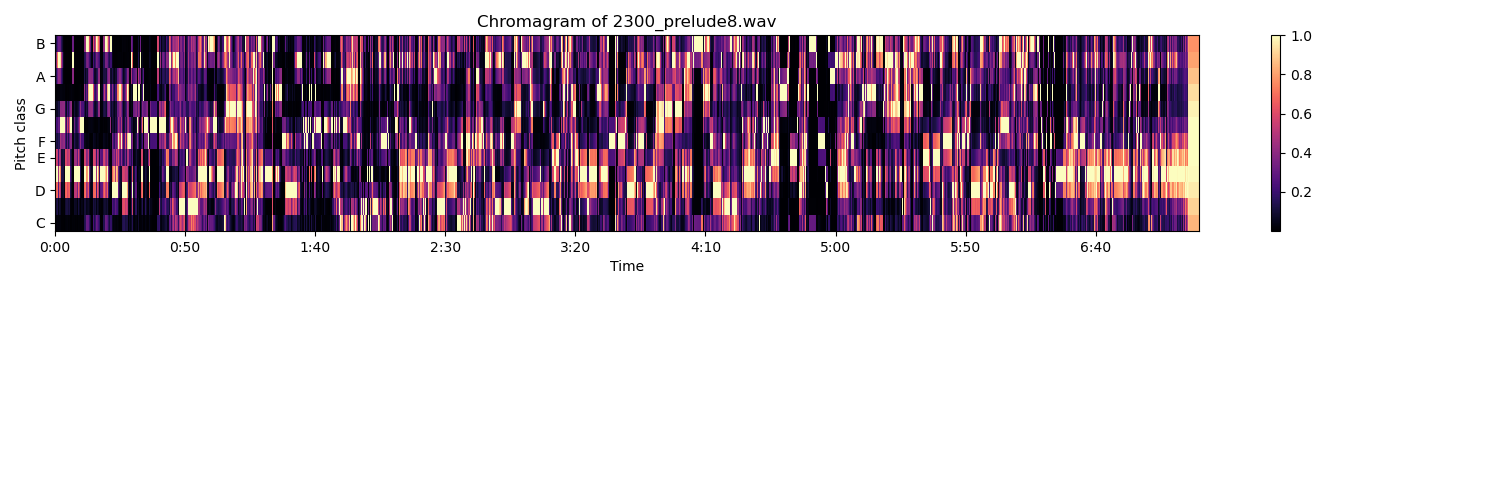 Chromagram of 2300_prelude8.wav
Pitch class
B
A
G
F
E
D
C
0:00 0:50 1:40 2:30 3:20 4:10 5:00 5:50 6:40
Time
1.0
0.8
0.6
0.4
0.2